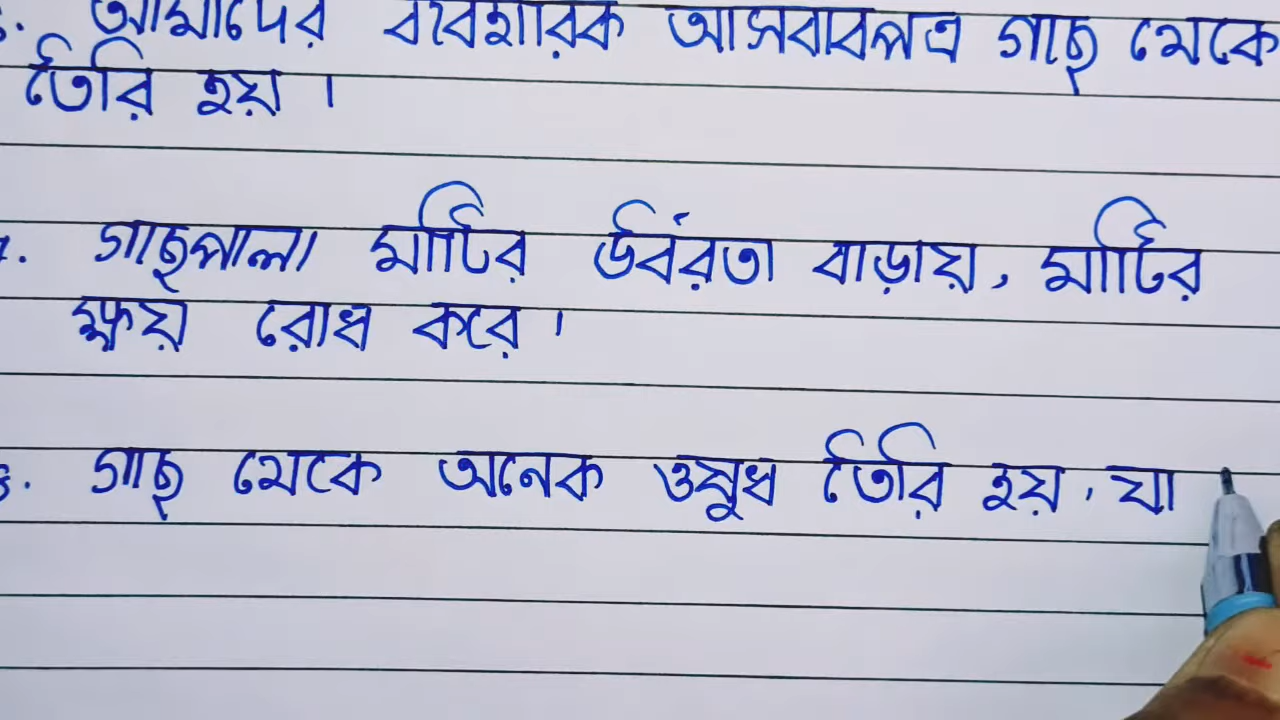 আমাদের ব্যবহারিক আসবাবপত্র গাছ থেকে
তৈরি হয়।
গাছপালা মাটির উর্বরতা বাড়ায়, মাটির
ক্ষয় রোধ করে।
গাছ থেকে অনেক ওষুধ তৈরি হয়, যা